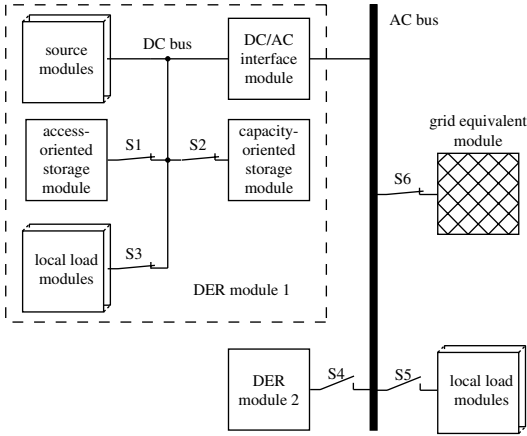 source
modules
DC bus
DC/AC
interface
module
AC bus
access-
oriented
storage
module
S1
S2
capacity-
oriented
storage
module
grid equivalent
module
S6
local load
modules
S3
DER module 1
DER
module 2
S4
S5
local load
modules